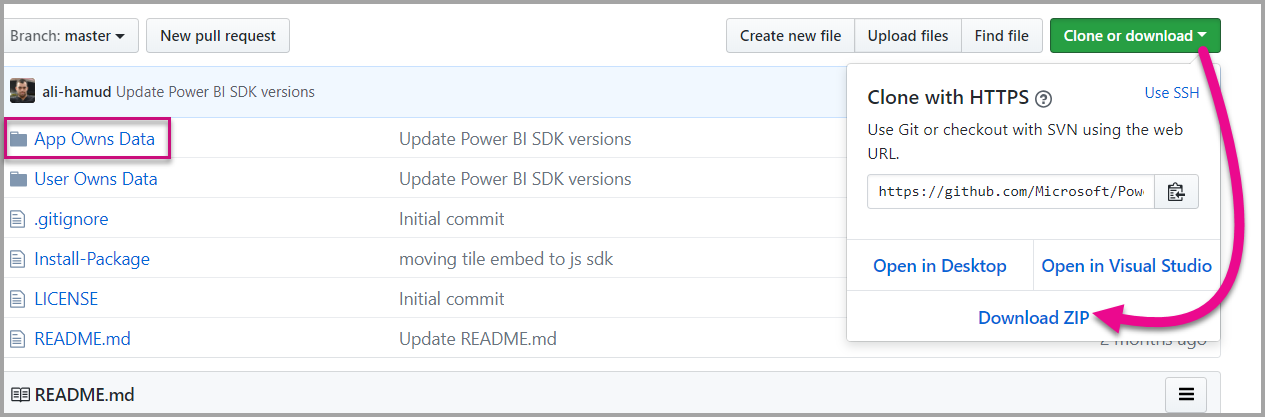 Branch: master
New pull request
Create new file
Upload files
Find file
Clone or download
ali-hamud Update Power BI SDK versions
App Owns Data Update Power BI SDK versions
User Owns Data Update Power BI SDK versions
.gitignore Initial commit
Install-Package moving tile embed to js sdk
LICENSE Initial commit
README.md Update README.md 2 months ago
Clone with HTTPS ?
Use SSH
Use Git or checkout with SVN using the web
URL.
https://github.com/Microsoft/Pow
Open in Desktop
Open in Visual Studio
Download ZIP
README.md